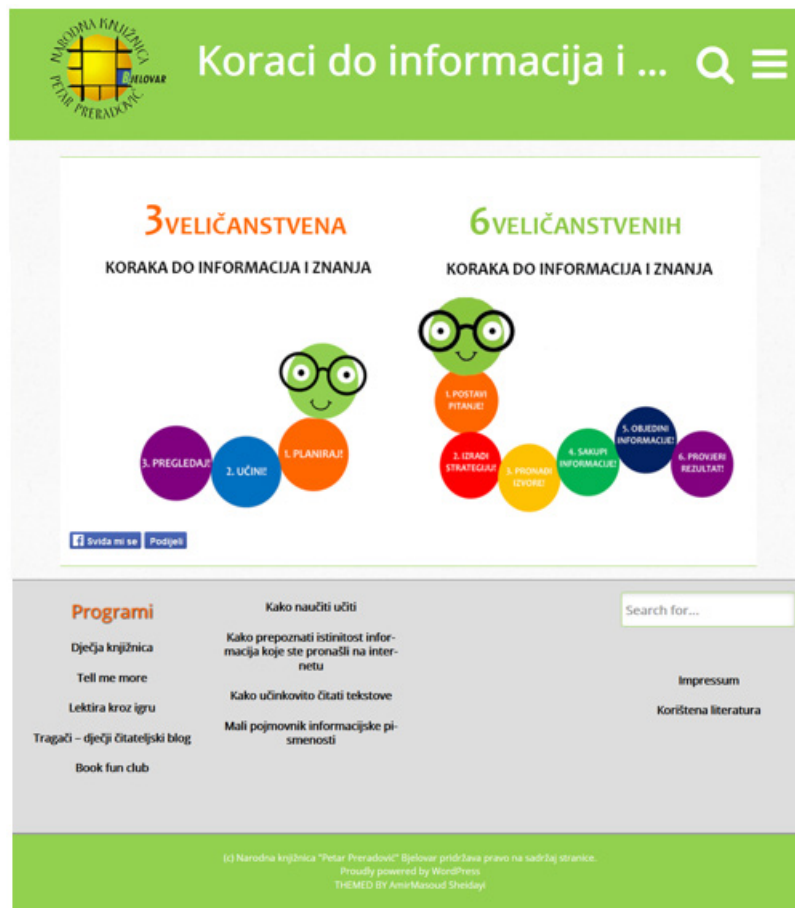 NARODNA KNJIŽNICA
PETAR PRERADOVIĆ
BJELOVAR
Koraci do informacija i ...
3 VELIČANSTVENA
KORAKA DO INFORMACIJA I ZNANJA
3. PREGLEDAJ!
2. UČINI!
1. PLANIRAJ!
6 VELIČANSTVENIH
KORAKA DO INFORMACIJA I ZNANJA
1. POSTAVI
PITANJE!
2. IZRADI
STRATEGIJU!
3. PRONAĐI
IZVORE!
4. SAKUPI
INFORMACIJE!
5. OBJEDINI
INFORMACIJE!
6. PROVJERI
REZULTAT!
Sviđa mi se
Podijeli
Programi
Dječja knjižnica
Tell me more
Lektira kroz igru
Tragači – dječji čitateljski blog
Book fun club
Kako naučiti učiti
Kako prepoznati istinitost infor-
macija koje ste pronašli na inter-
netu
Kako učinkovito čitati tekstove
Mali pojmovnik informacijske pi-
smenosti
Search for...
Impressum
Korištena literatura
(c) Narodna knjižnica "Petar Preradović" Bjelovar pridržava pravo na sadržaj stranice.
Proudly powered by WordPress
THEMED BY AmirMasoud Sheidayi